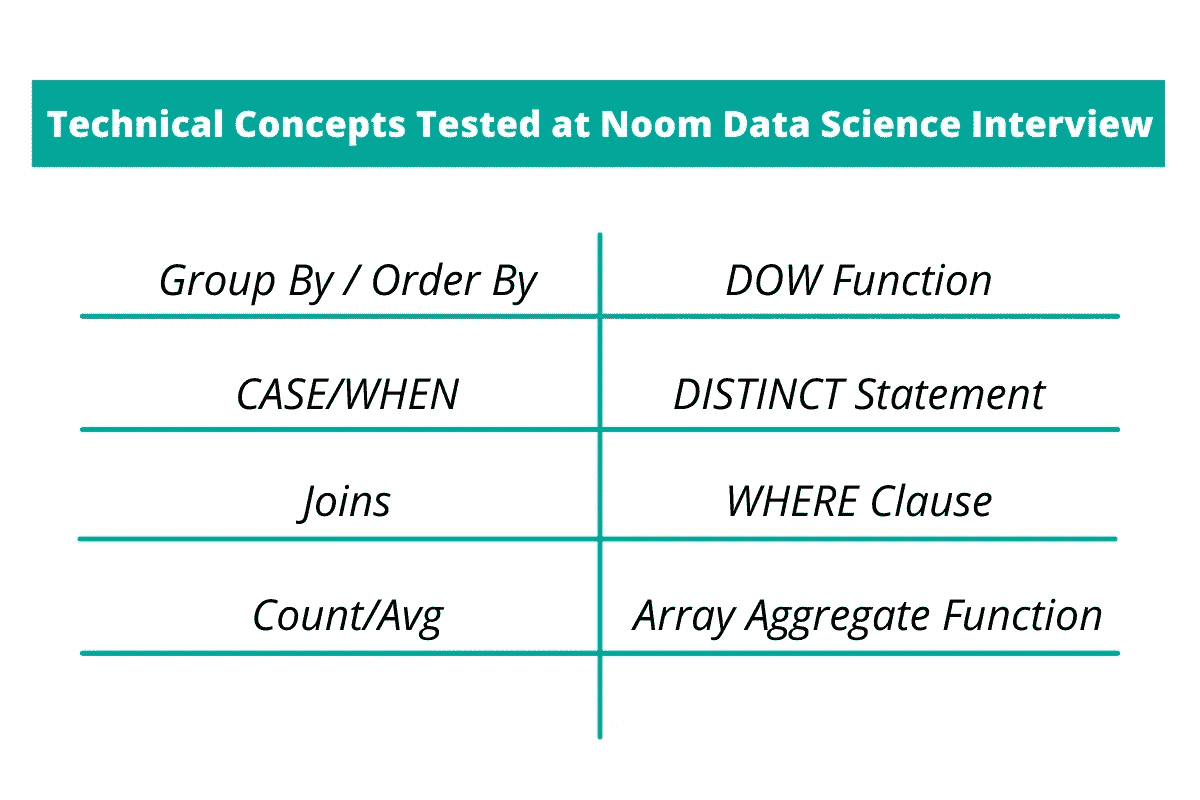 Technical Concepts Tested at Noom Data Science Interview
Group By / Order By
DOW Function
CASE/WHEN
DISTINCT Statement
Joins
WHERE Clause
Count/Avg
Array Aggregate Function